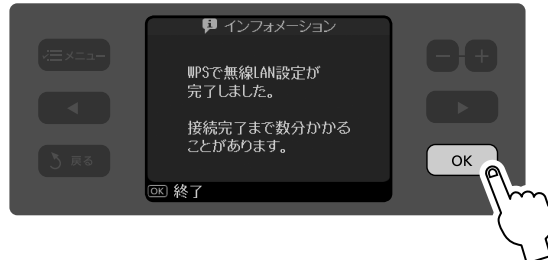 インフォメーション
メニュー
WPSで無線LAN設定が
完了しました。
接続完了まで数分かかる
ことがあります。
戻る
OK
OK 終了